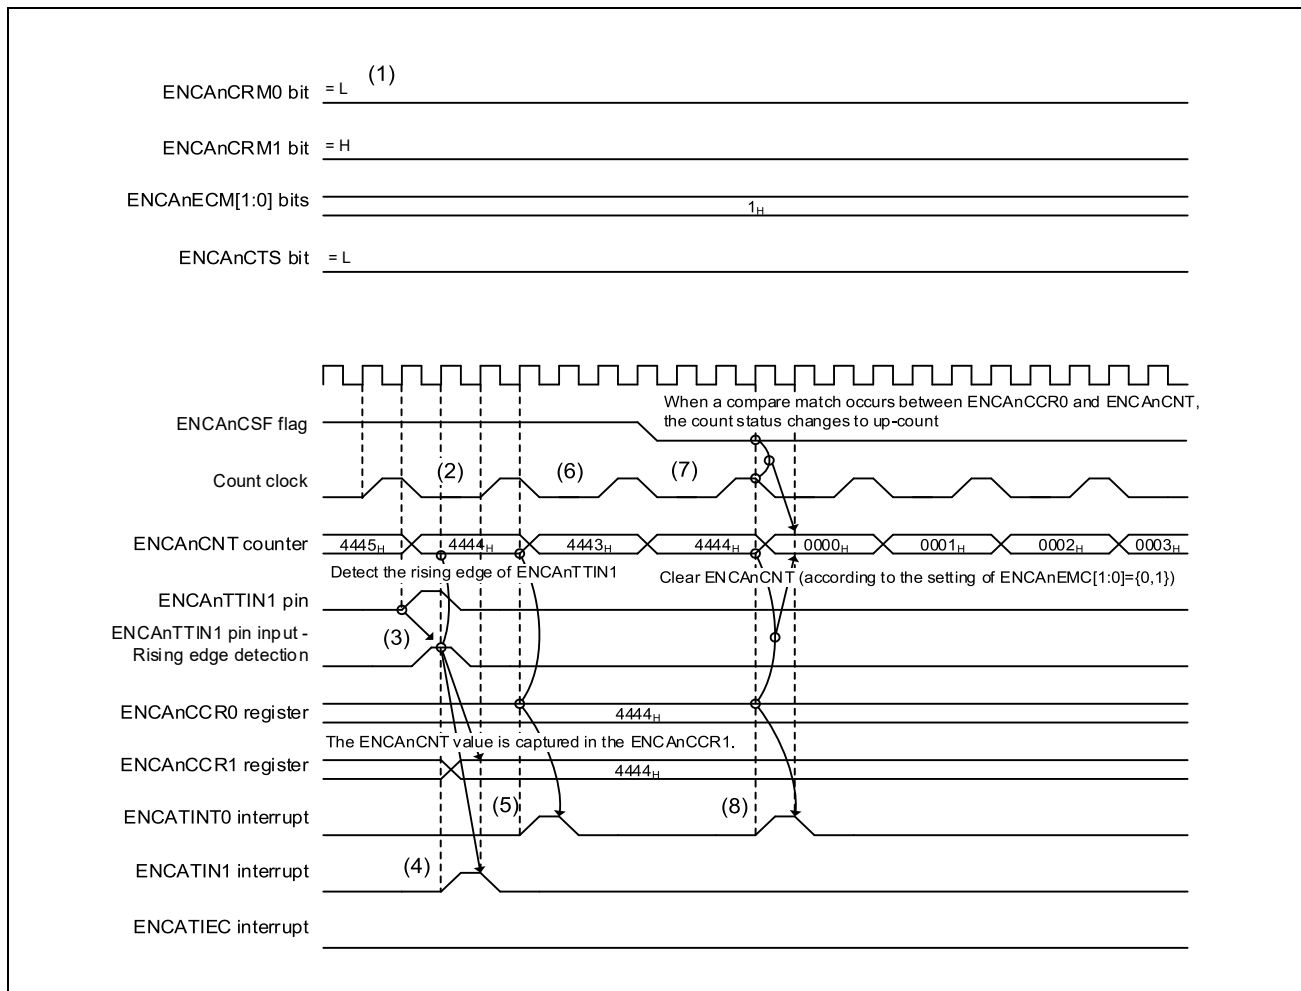 (1)
ENCAnCRM0 bit = L
ENCAnCRM1 bit = H
ENCAnECM[1:0] bits 1H
ENCAnCTS bit = L
When a compare match occurs between ENCAnCCR0 and ENCAnCNT,
the count status changes to up-count
ENCAnCSF flag
Count clock (2) (6) (7)
ENCAnCNT counter 4445H 4444H 4443H 4444H 0000H 0001H 0002H 0003H
Detect the rising edge of ENCAnTTIN1 Clear ENCAnCNT (according to the setting of ENCAnEMC[1:0]={0,1})
ENCAnTTIN1 pin
ENCAnTTIN1 pin input - (3)
Rising edge detection
ENCAnCCR0 register 4444H
The ENCAnCNT value is captured in the ENCAnCCR1.
ENCAnCCR1 register 4444H
ENCATINT0 interrupt (5) (8)
ENCATIN1 interrupt (4)
ENCATIEC interrupt